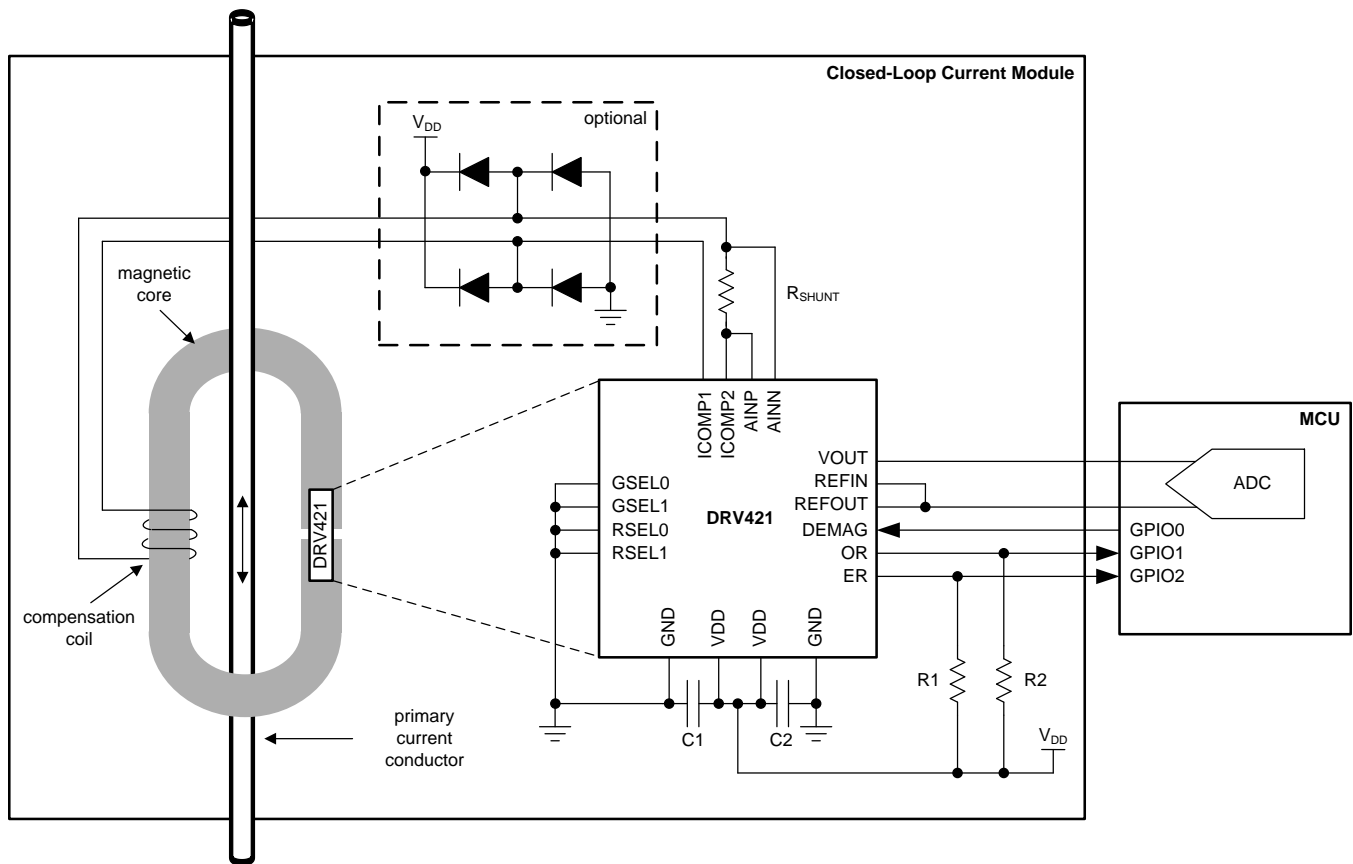 Closed-Loop Current Module
optional
VDD
magnetic
core
RSHUNT
compensation
coil
DRV421
primary
current
conductor
ICOMP1
ICOMP2
AINP
AINN
GSEL0
GSEL1
RSEL0
RSEL1
DRV421
VOUT
REFIN
REFOUT
DEMAG
OR
ER
GND
VDD
VDD
GND
C1
C2
R1
R2
VDD
MCU
ADC
GPIO0
GPIO1
GPIO2